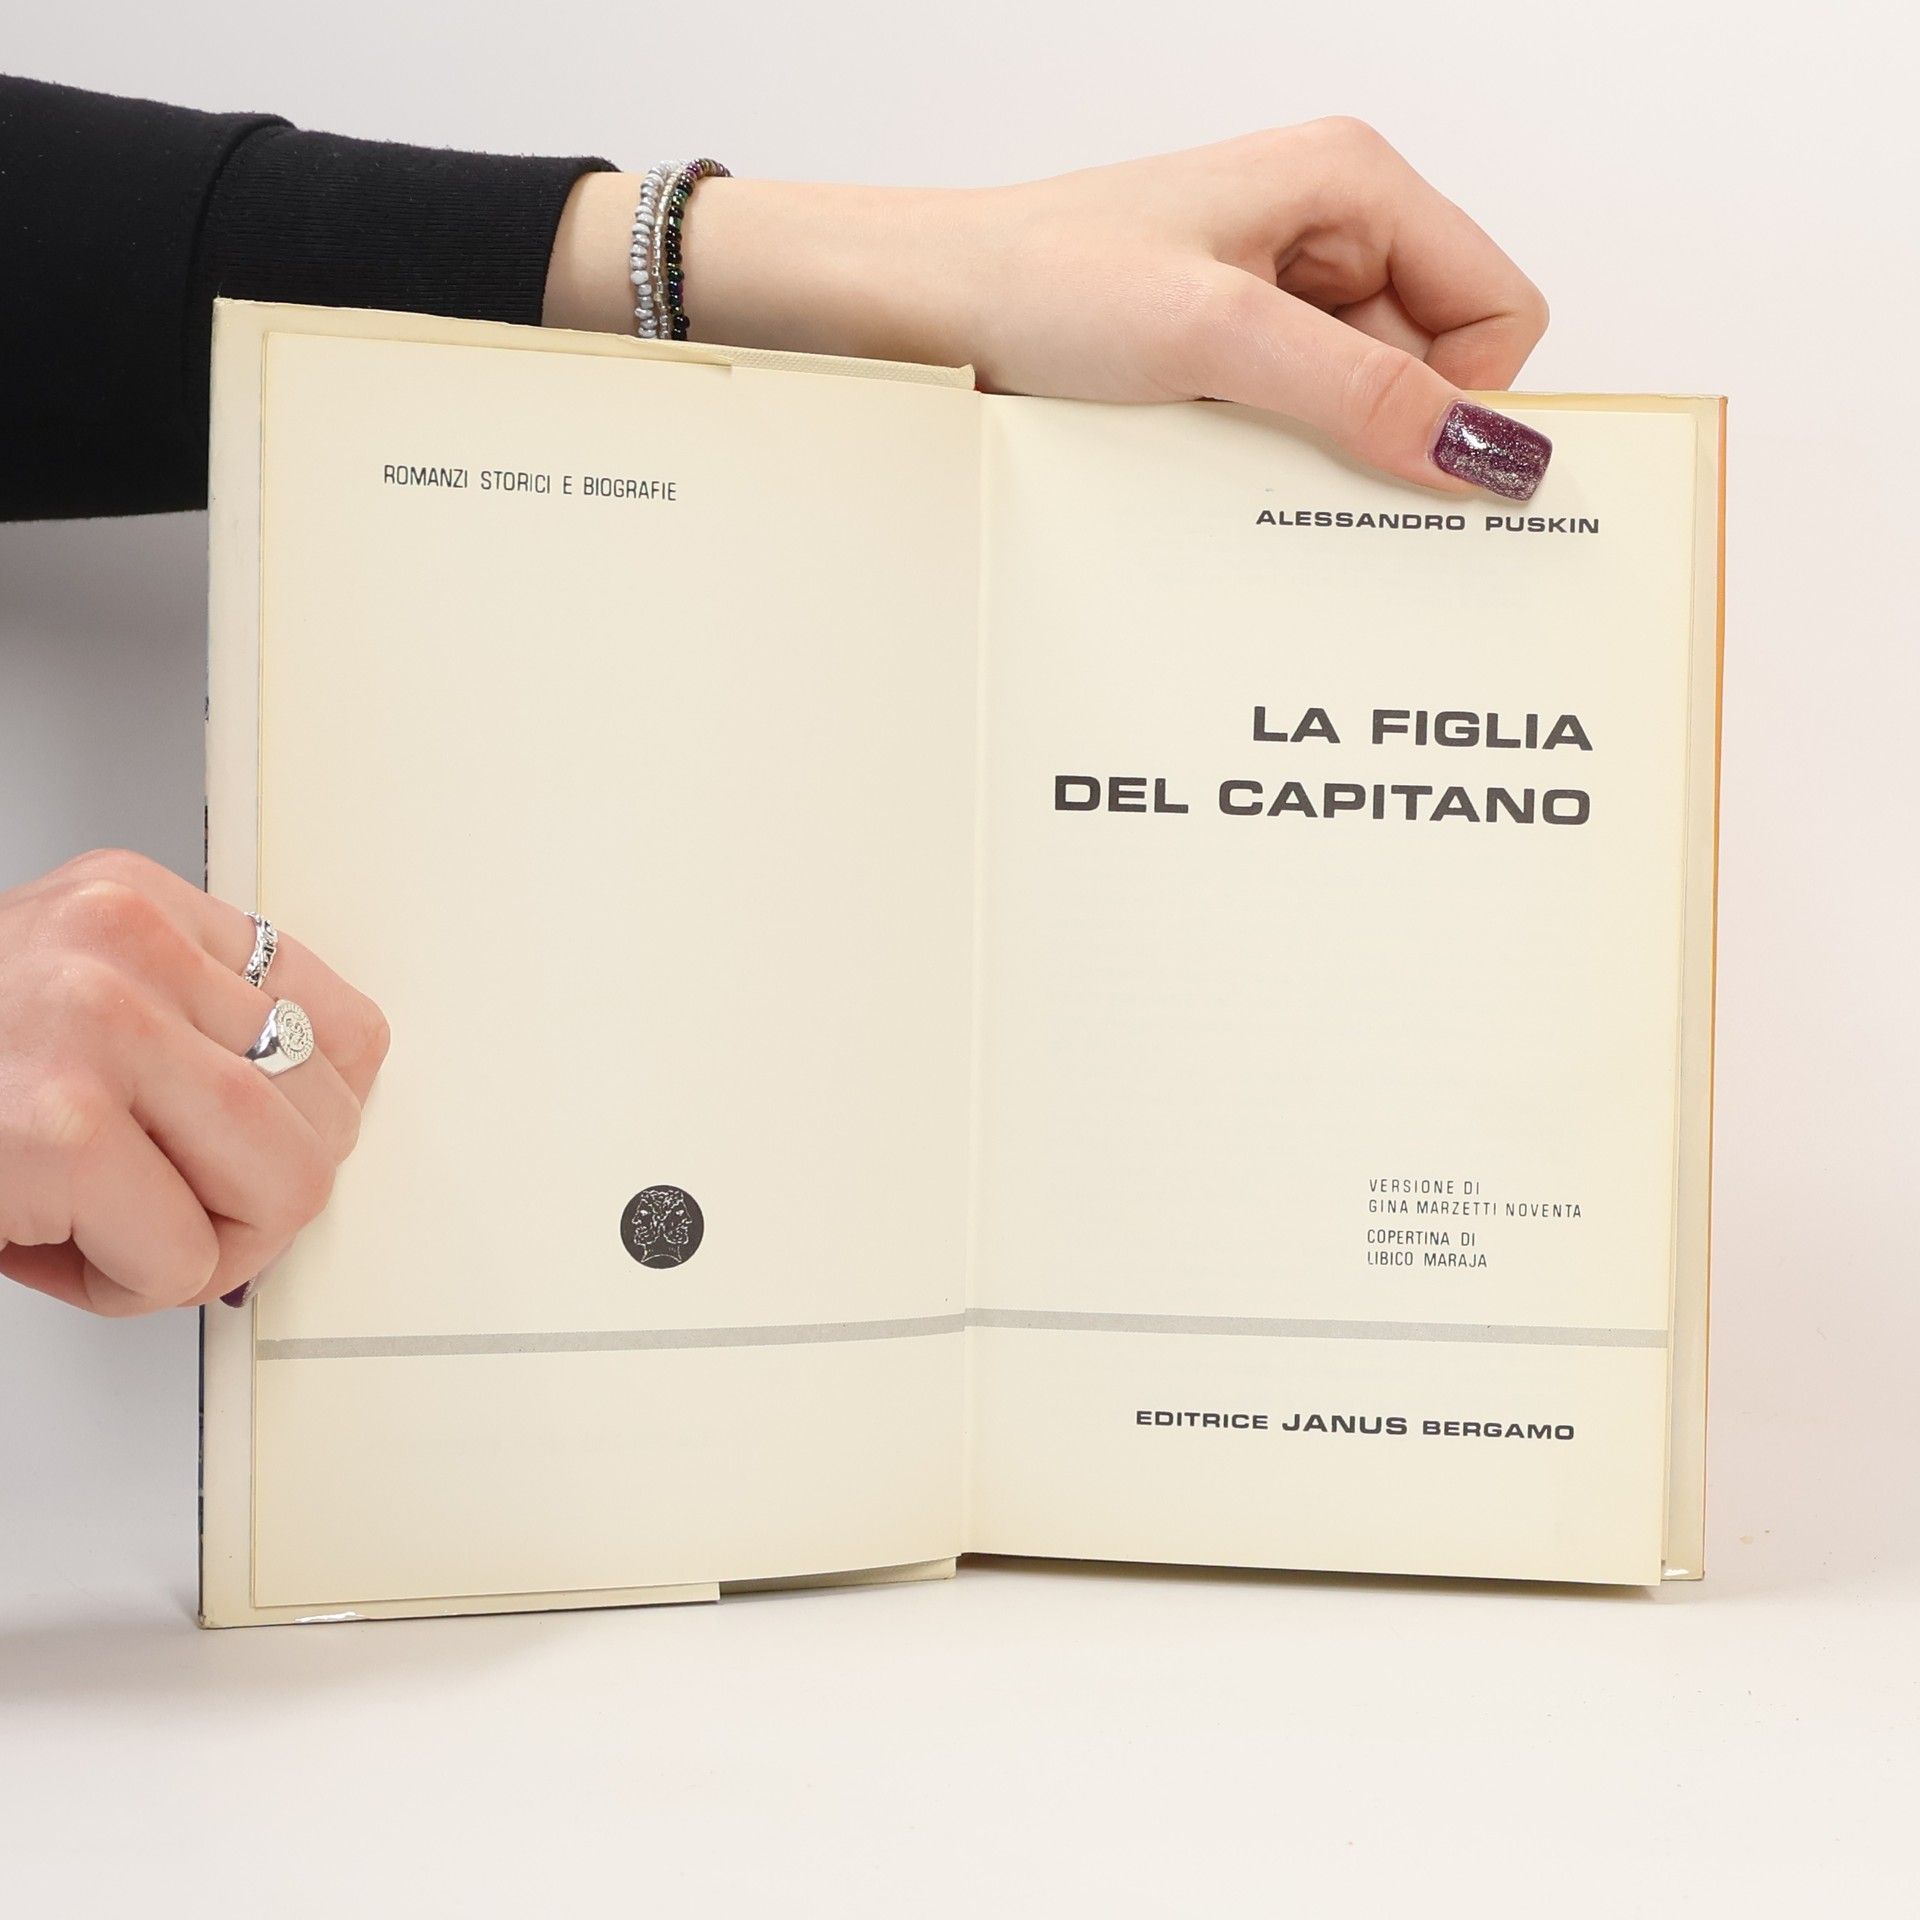 ROMANZI STORICI E BIOGRAFIE
ALESSANDRO PUSKIN
LA FIGLIA
DEL CAPITANO
VERSIONE DI
GINA MARZETTI NOVENTA
COPERTINA DI
LIBICO MARAJA
EDITRICE JANUS BERGAMO